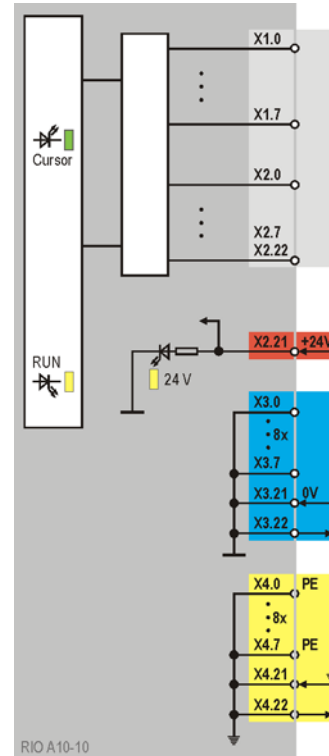 X1.0
X1.7
Cursor
X2.0
X2.7
X2.22
X2.21 +24V
RUN
24 V
X3.0
8x
X3.7
X3.21 0V
X3.22
X4.0 PE
8x
X4.7 PE
X4.21
X4.22
RIO A10-10